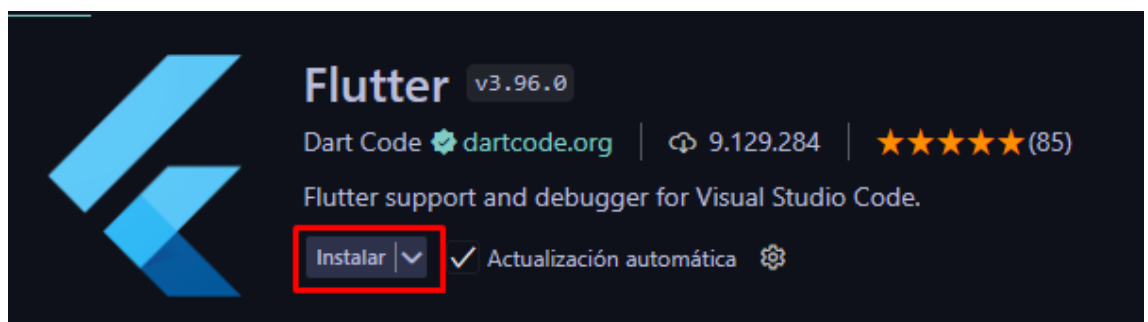 Flutter v3.96.0
Dart Code dartcode.org 9.129.284 (85)
Flutter support and debugger for Visual Studio Code.
Instalar Actualización automática